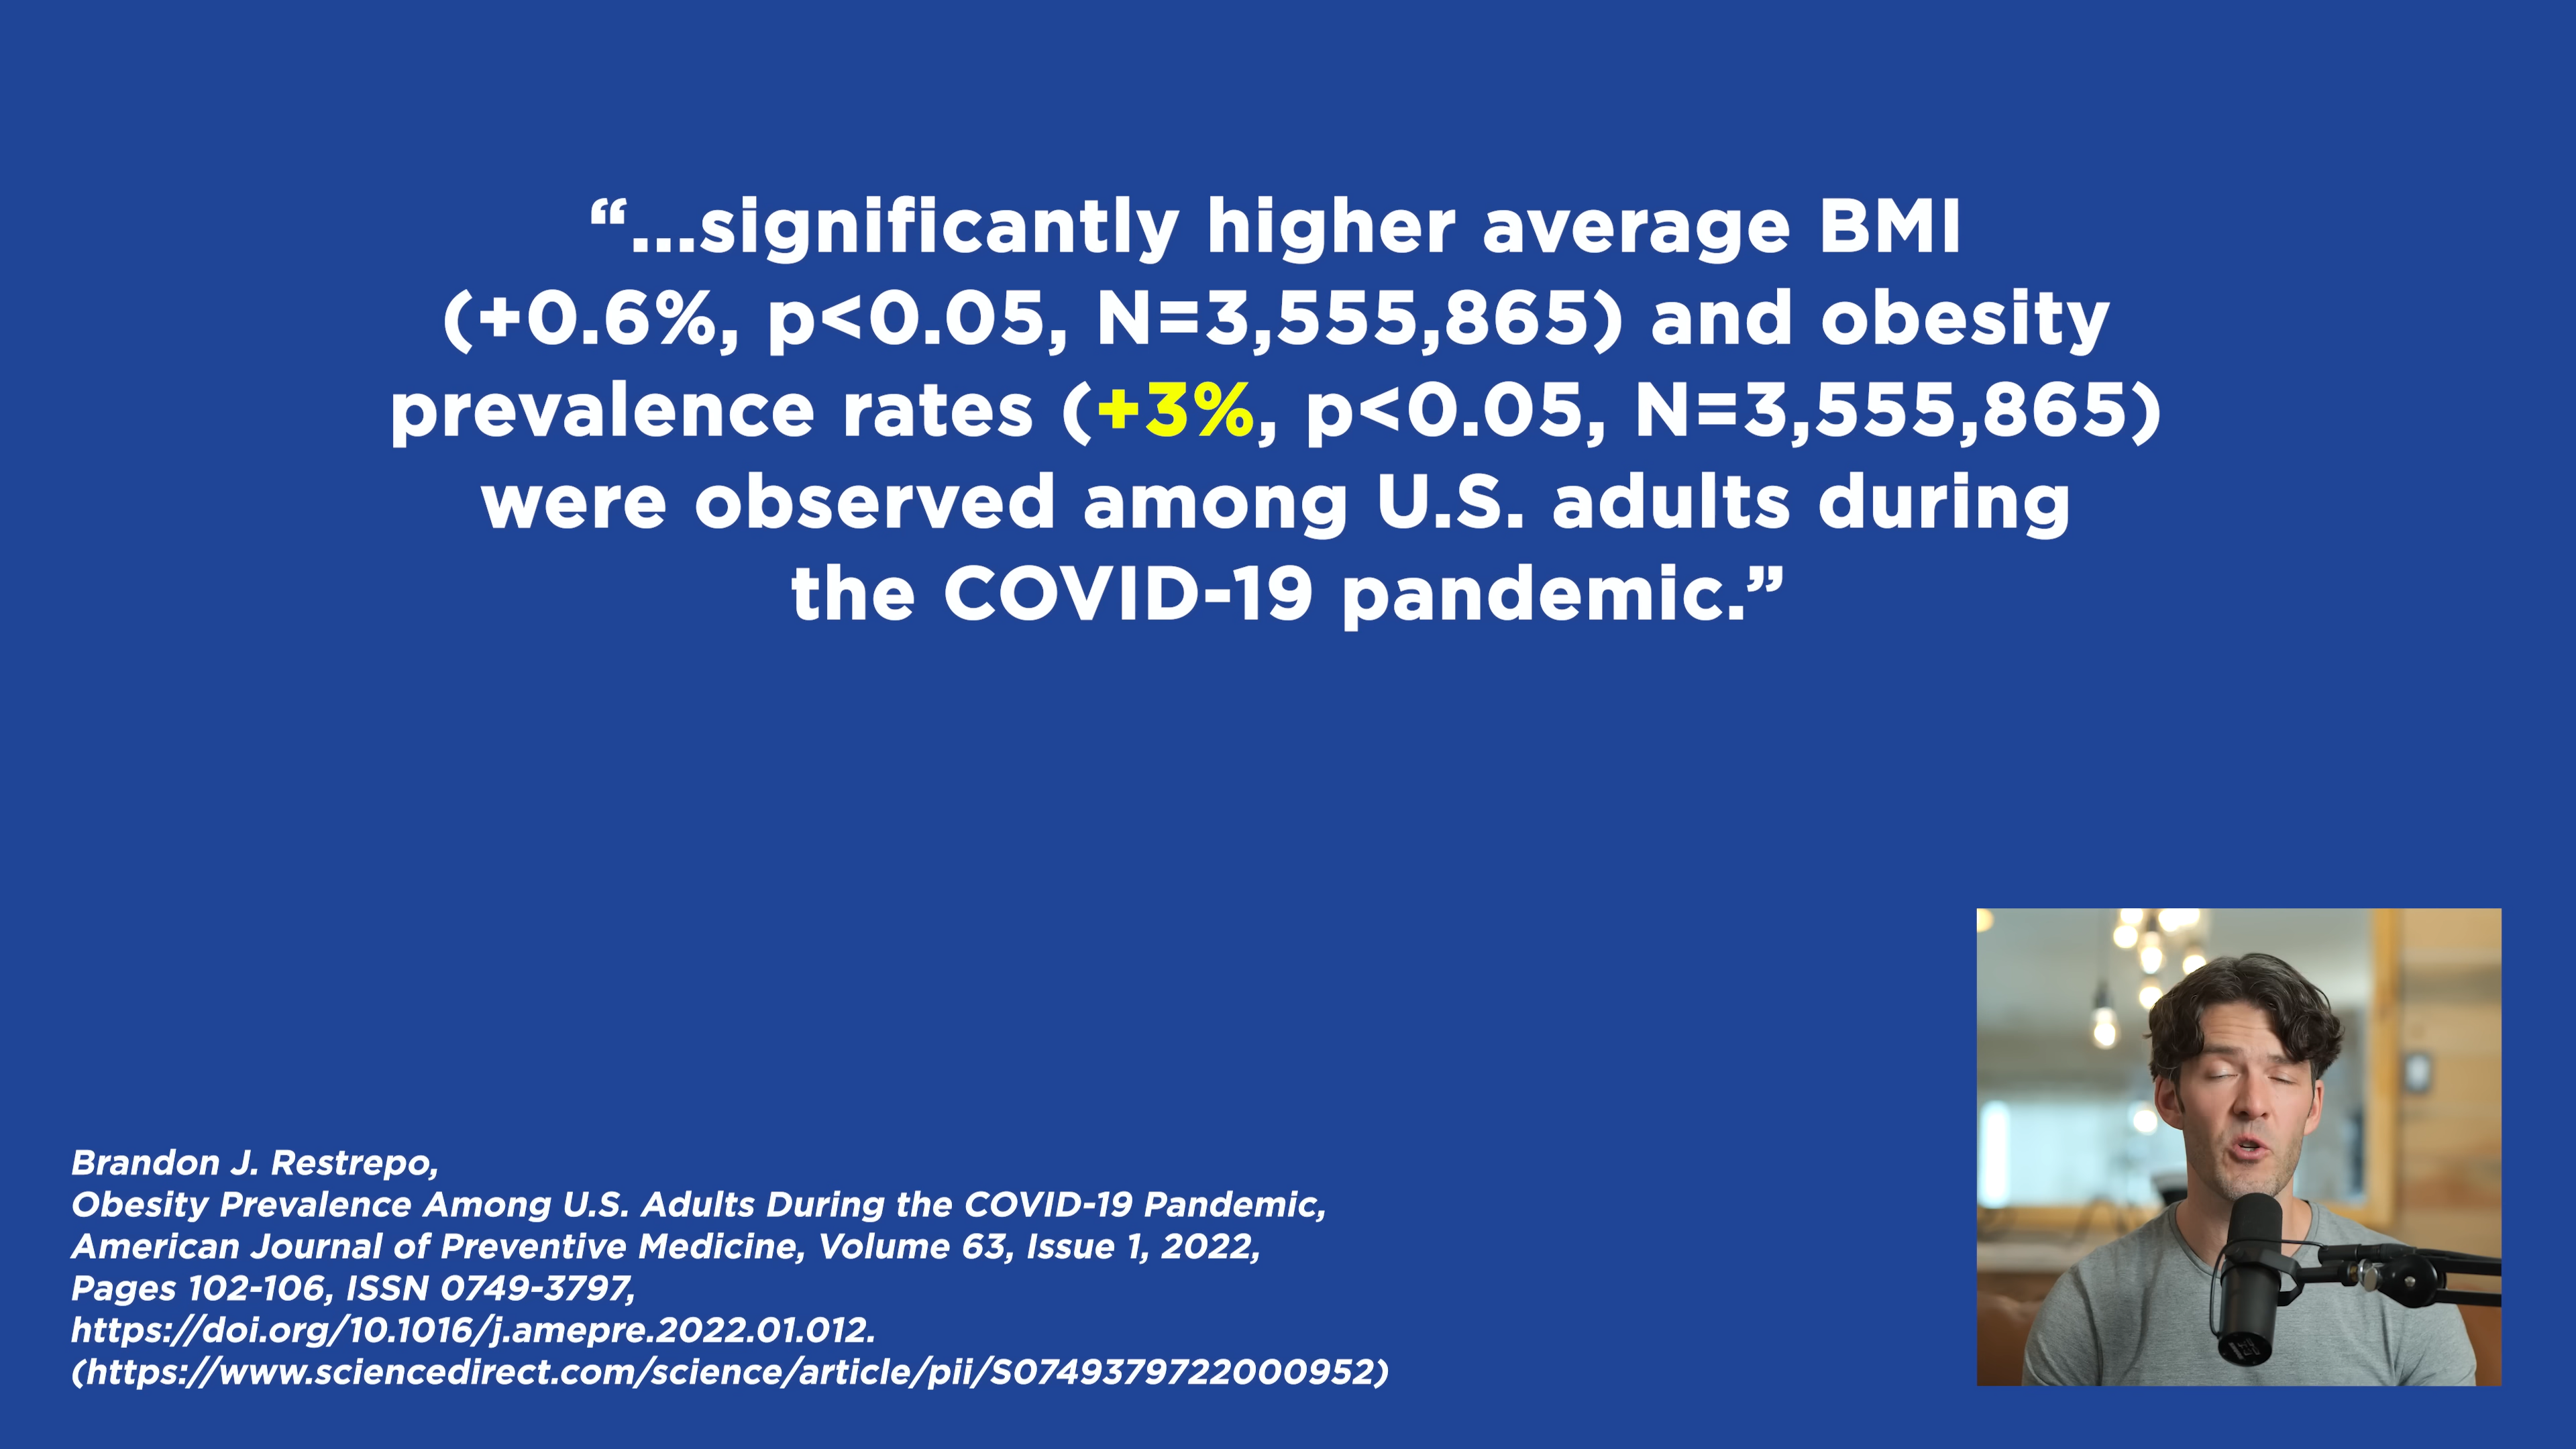 “...significantly higher average BMI
(+0.6%, p<0.05, N=3,555,865) and obesity
prevalence rates (+3%, p<0.05, N=3,555,865)
were observed among U.S. adults during
the COVID-19 pandemic.”
Brandon J. Restrepo,
Obesity Prevalence Among U.S. Adults During the COVID-19 Pandemic,
American Journal of Preventive Medicine, Volume 63, Issue 1, 2022,
Pages 102-106, ISSN 0749-3797,
https://doi.org/10.1016/j.amepre.2022.01.012.
(https://www.sciencedirect.com/science/article/pii/S0749379722000952)